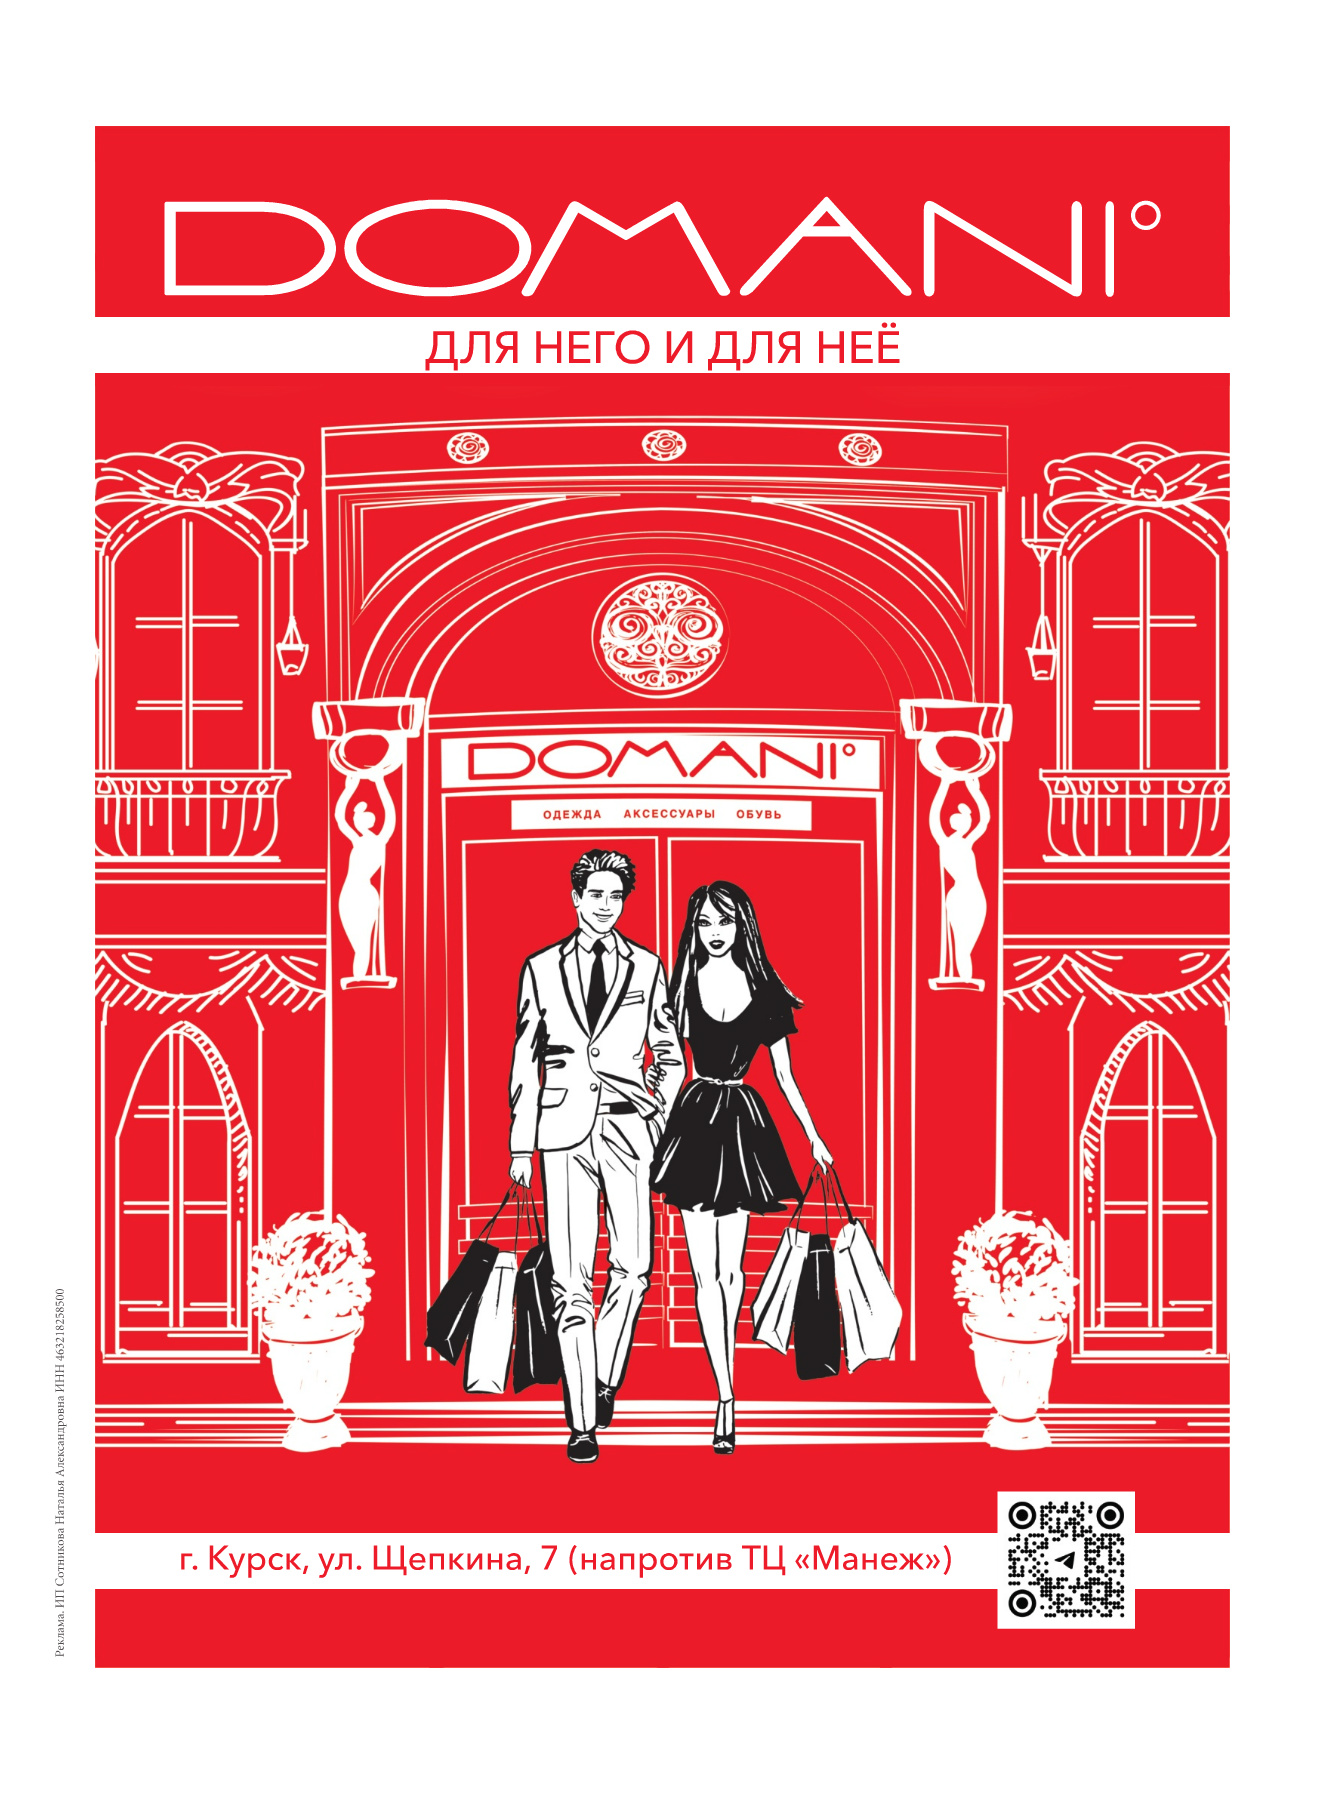 DOMANI°
ДЛЯ НЕГО И ДЛЯ НЕЁ
DOMANI°
ОДЕЖДА АКСЕССУАРЫ ОБУВЬ
г. Курск, ул. Щепкина, 7 (напротив ТЦ «Манеж»)
Реклама. ИП Сотникова Наталья Александровна ИНН 463218258500